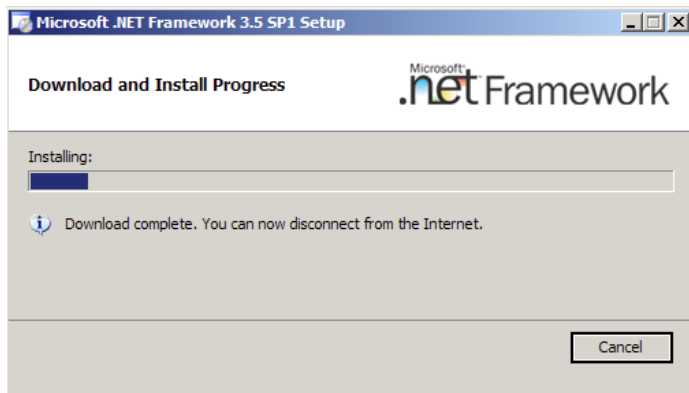 Microsoft .NET Framework 3.5 SP1 Setup
Download and Install Progress
Microsoft
.net Framework
Installing:
Download complete. You can now disconnect from the Internet.
Cancel